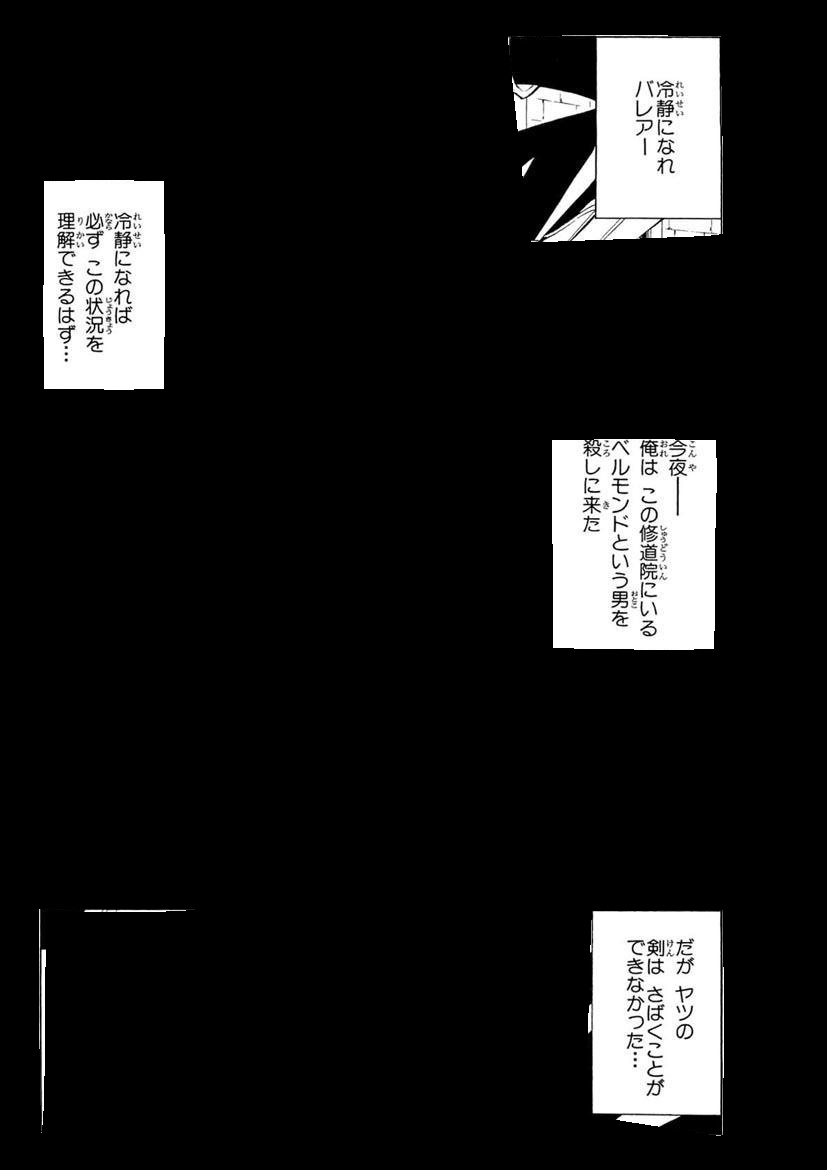 冷静になれ
バレアー
冷静になれば
必ず この状況を
理解できるはず…
今夜――
俺は この修道院にいる
ベルモンドという男を
殺しに来た
だが ヤツの
剣は さばくことが
できなかった…